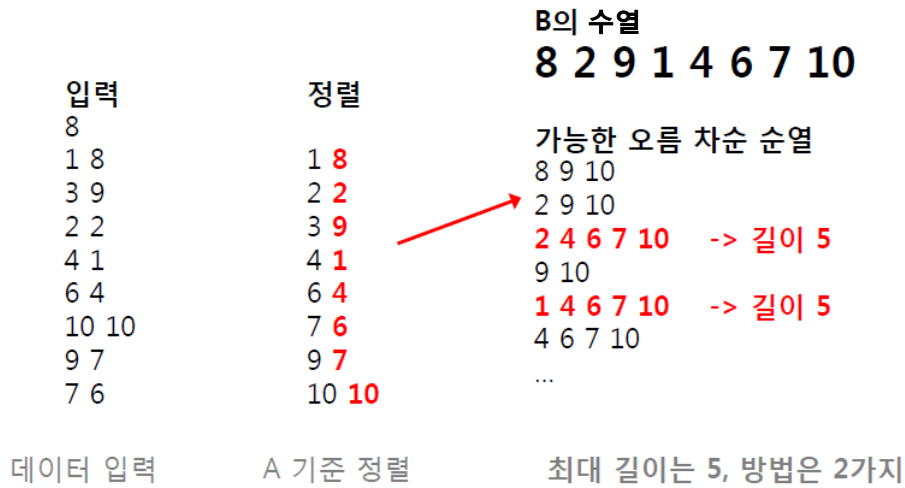 입력
8
1 8
3 9
2 2
4 1
6 4
10 10
9 7
7 6
데이터 입력
정렬
1 8
2 2
3 9
4 1
6 4
7 6
9 7
10 10
A 기준 정렬
B의 수열
8 2 9 1 4 6 7 10
가능한 오름 차순 순열
8 9 10
2 9 10
2 4 6 7 10 -> 길이 5
9 10
1 4 6 7 10 -> 길이 5
4 6 7 10
...
최대 길이는 5, 방법은 2가지